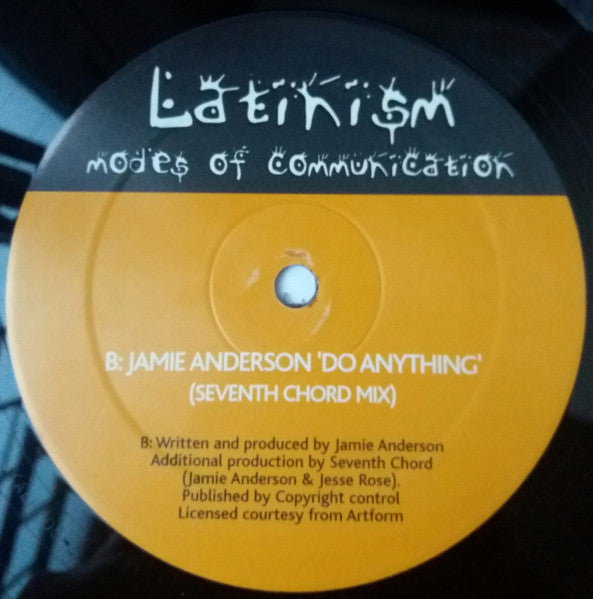 Latinism
modes of communication
B: JAMIE ANDERSON 'DO ANYTHING'
(SEVENTH CHORD MIX)
B: Written and produced by Jamie Anderson
Additional production by Seventh Chord
(Jamie Anderson & Jesse Rose).
Published by Copyright control
Licensed courtesy from Artform